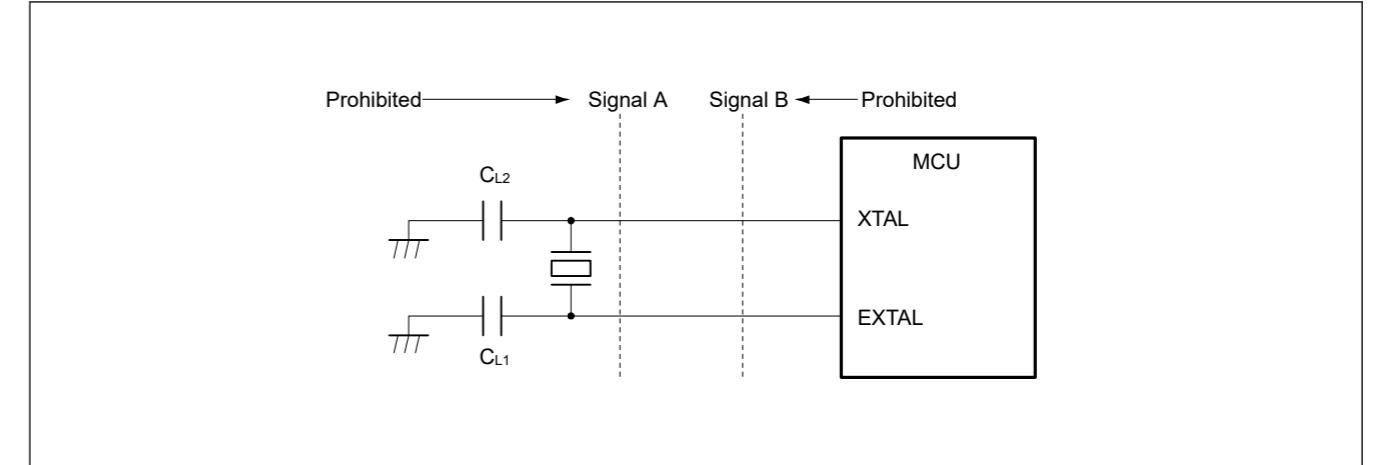 Prohibited Signal A Signal B Prohibited
MCU
CL2
XTAL
EXTAL
CL1